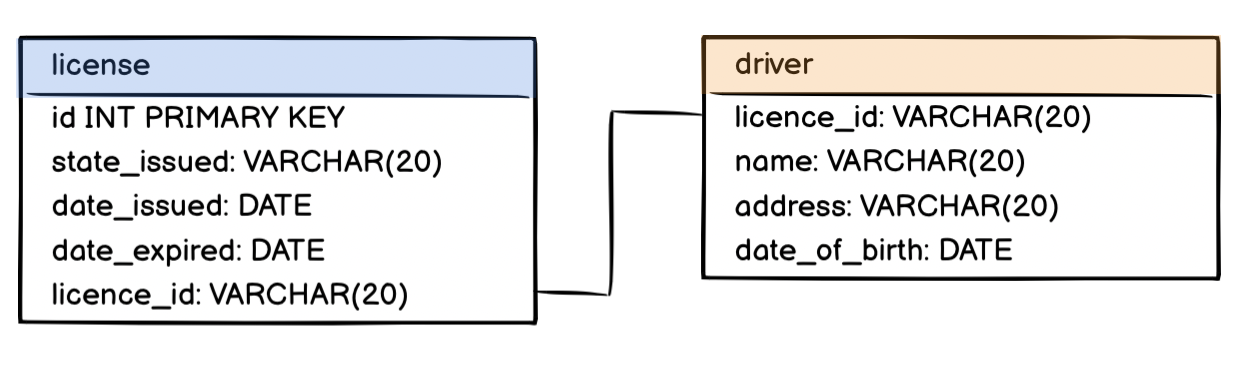 license
id INT PRIMARY KEY
state_issued: VARCHAR(20)
date_issued: DATE
date_expired: DATE
licence_id: VARCHAR(20)
driver
licence_id: VARCHAR(20)
name: VARCHAR(20)
address: VARCHAR(20)
date_of_birth: DATE